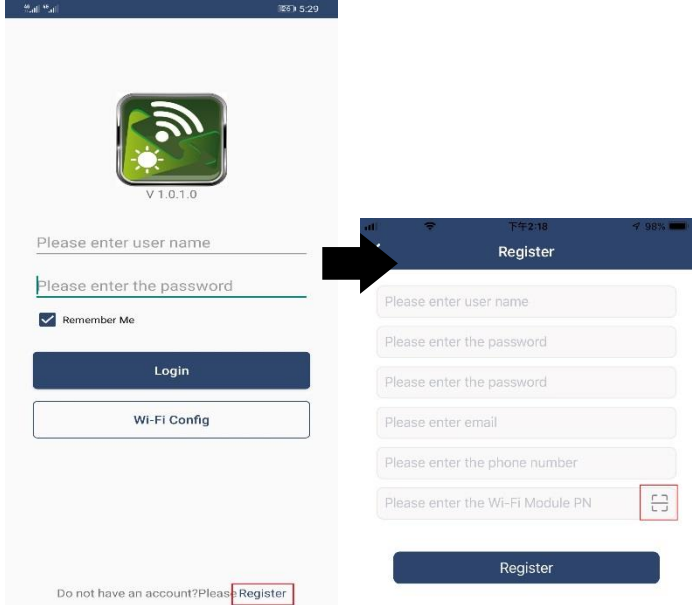 5:29
V 1.0.1.0
Please enter user name
Please enter the password
Remember Me
Login
Wi-Fi Config
Do not have an account?Please Register
下午2:18
98%
Register
Please enter user name
Please enter the password
Please enter the password
Please enter email
Please enter the phone number
Please enter the Wi-Fi Module PN
Register